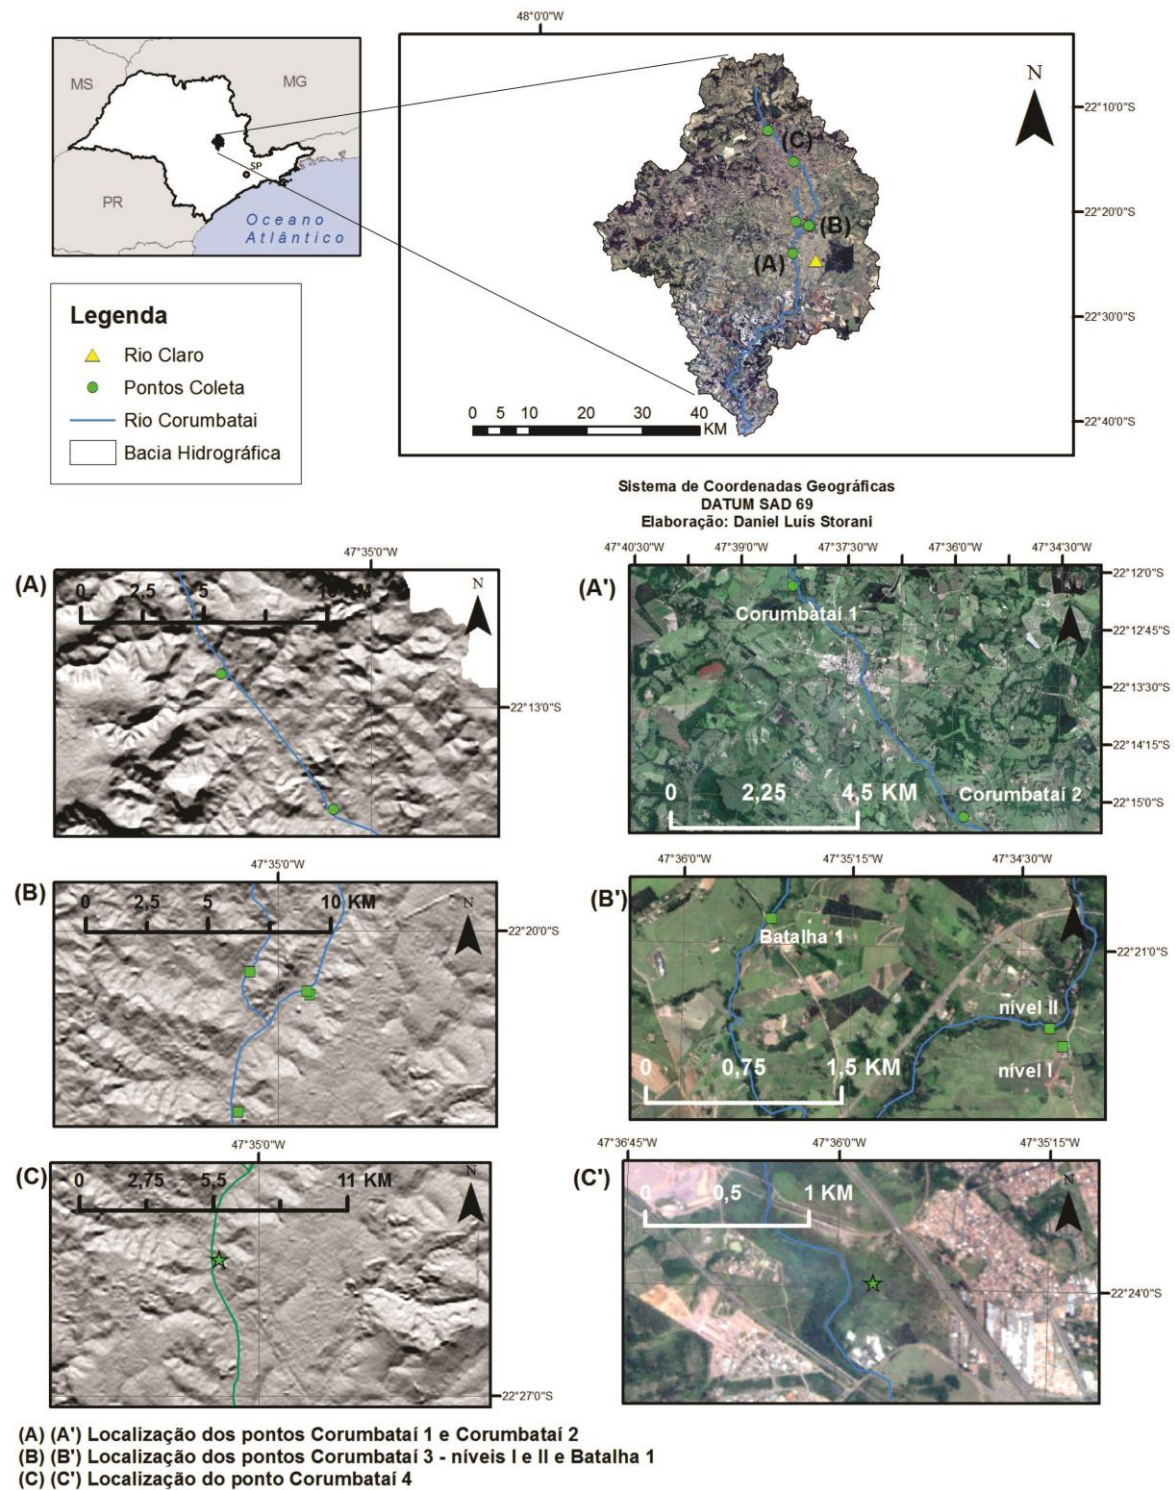 48°0'0"W
MS
MG
SP
PR
Oceano
Atlântico
N
(C)
(B)
(A)
22°10'0"S
22°20'0"S
22°30'0"S
22°40'0"S
0 5 10 20 30 40
KM
Legenda
Rio Claro
Pontos Coleta
Rio Corumbatai
Bacia Hidrográfica
Sistema de Coordenadas Geográficas
DATUM SAD 69
Elaboração: Daniel Luís Storani
(A)
47°35'0"W
0 2,5 5 10 KM
N
22°13'0"S
(A')
47°40'30"W 47°39'0"W 47°37'30"W 47°36'0"W 47°34'30"W
22°12'0"S
22°12'45"S
22°13'30"S
22°14'15"S
22°15'0"S
Corumbataí 1
0 2,25 4,5 KM
Corumbataí 2
(B)
47°35'0"W
0 2,5 5 10 KM
N
22°20'0"S
(B')
47°36'0"W 47°35'15"W 47°34'30"W
Batalha 1
22°21'0"S
nível II
nível I
0 0,75 1,5 KM
(C)
47°35'0"W
0 2,75 5,5 11 KM
N
22°27'0"S
(C')
47°36'45"W 47°36'0"W 47°35'15"W
0 0,5 1 KM
N
22°24'0"S
(A) (A') Localização dos pontos Corumbataí 1 e Corumbataí 2
(B) (B') Localização dos pontos Corumbataí 3 - níveis I e II e Batalha 1
(C) (C') Localização do ponto Corumbataí 4